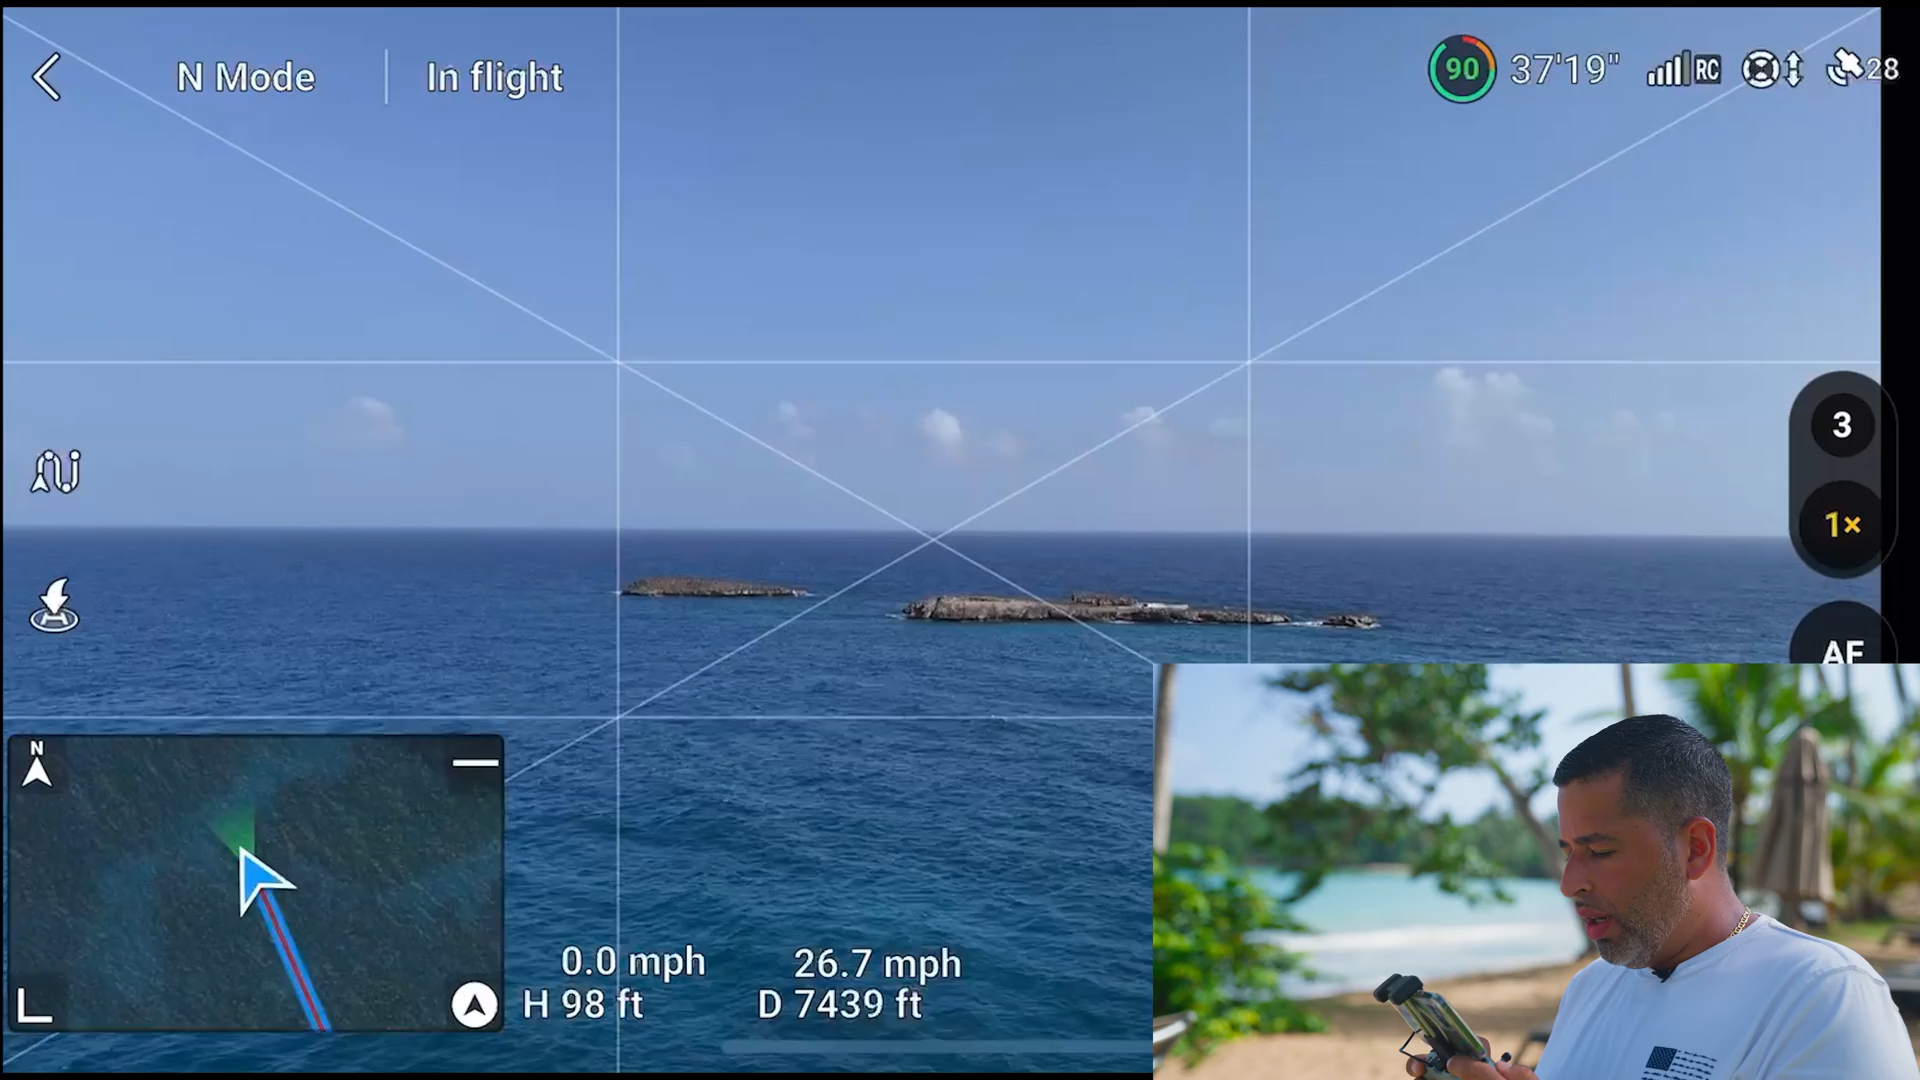 N Mode
In flight
90
37'19"
RC
28
3
1×
AF
N
0.0 mph
26.7 mph
H 98 ft
D 7439 ft